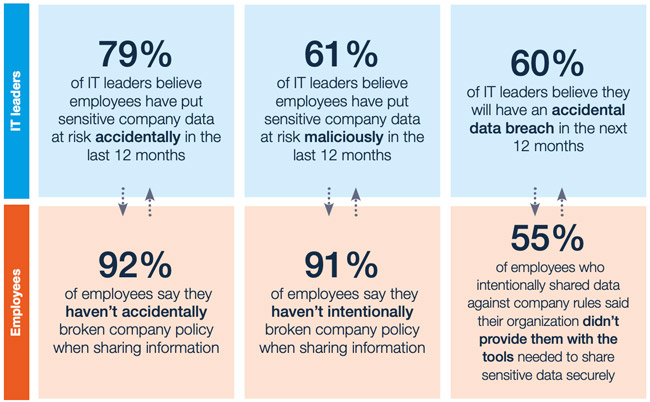 IT leaders
79%
of IT leaders believe
employees have put
sensitive company data
at risk accidentally in the
last 12 months
61%
of IT leaders believe
employees have put
sensitive company data
at risk maliciously in the
last 12 months
60%
of IT leaders believe they
will have an accidental
data breach in the next
12 months
Employees
92%
of employees say they
haven't accidentally
broken company policy
when sharing information
91%
of employees say they
haven't intentionally
broken company policy
when sharing information
55%
of employees who
intentionally shared data
against company rules said
their organization didn't
provide them with the
tools needed to share
sensitive data securely